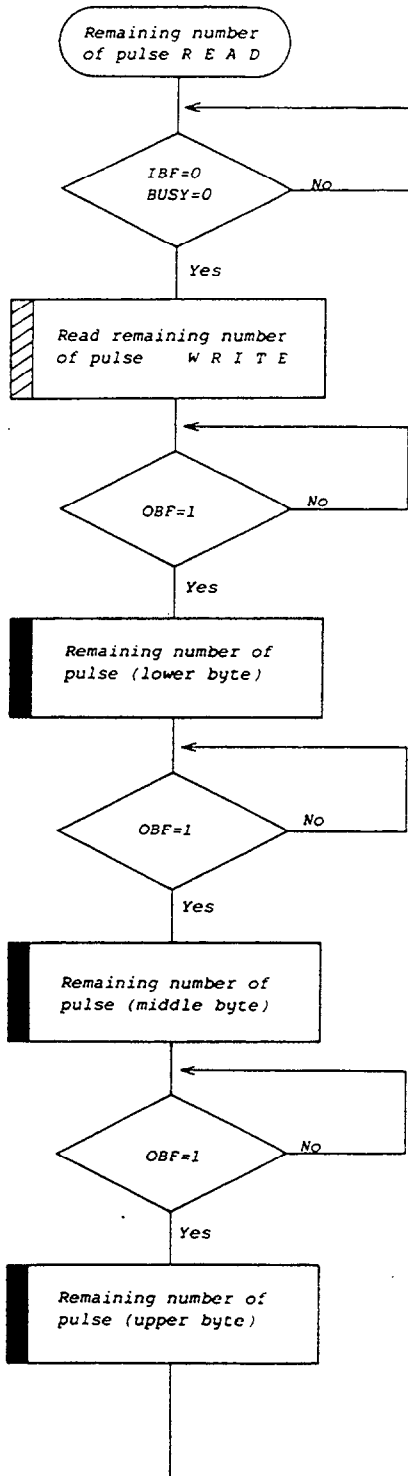 Remaining number
of pulse R E A D
IBF=0
BUSY=0
No
Yes
Read remaining number
of pulse W R I T E
OBF=1
No
Yes
Remaining number of
pulse (lower byte)
OBF=1
No
Yes
Remaining number of
pulse (middle byte)
OBF=1
No
Yes
Remaining number of
pulse (upper byte)